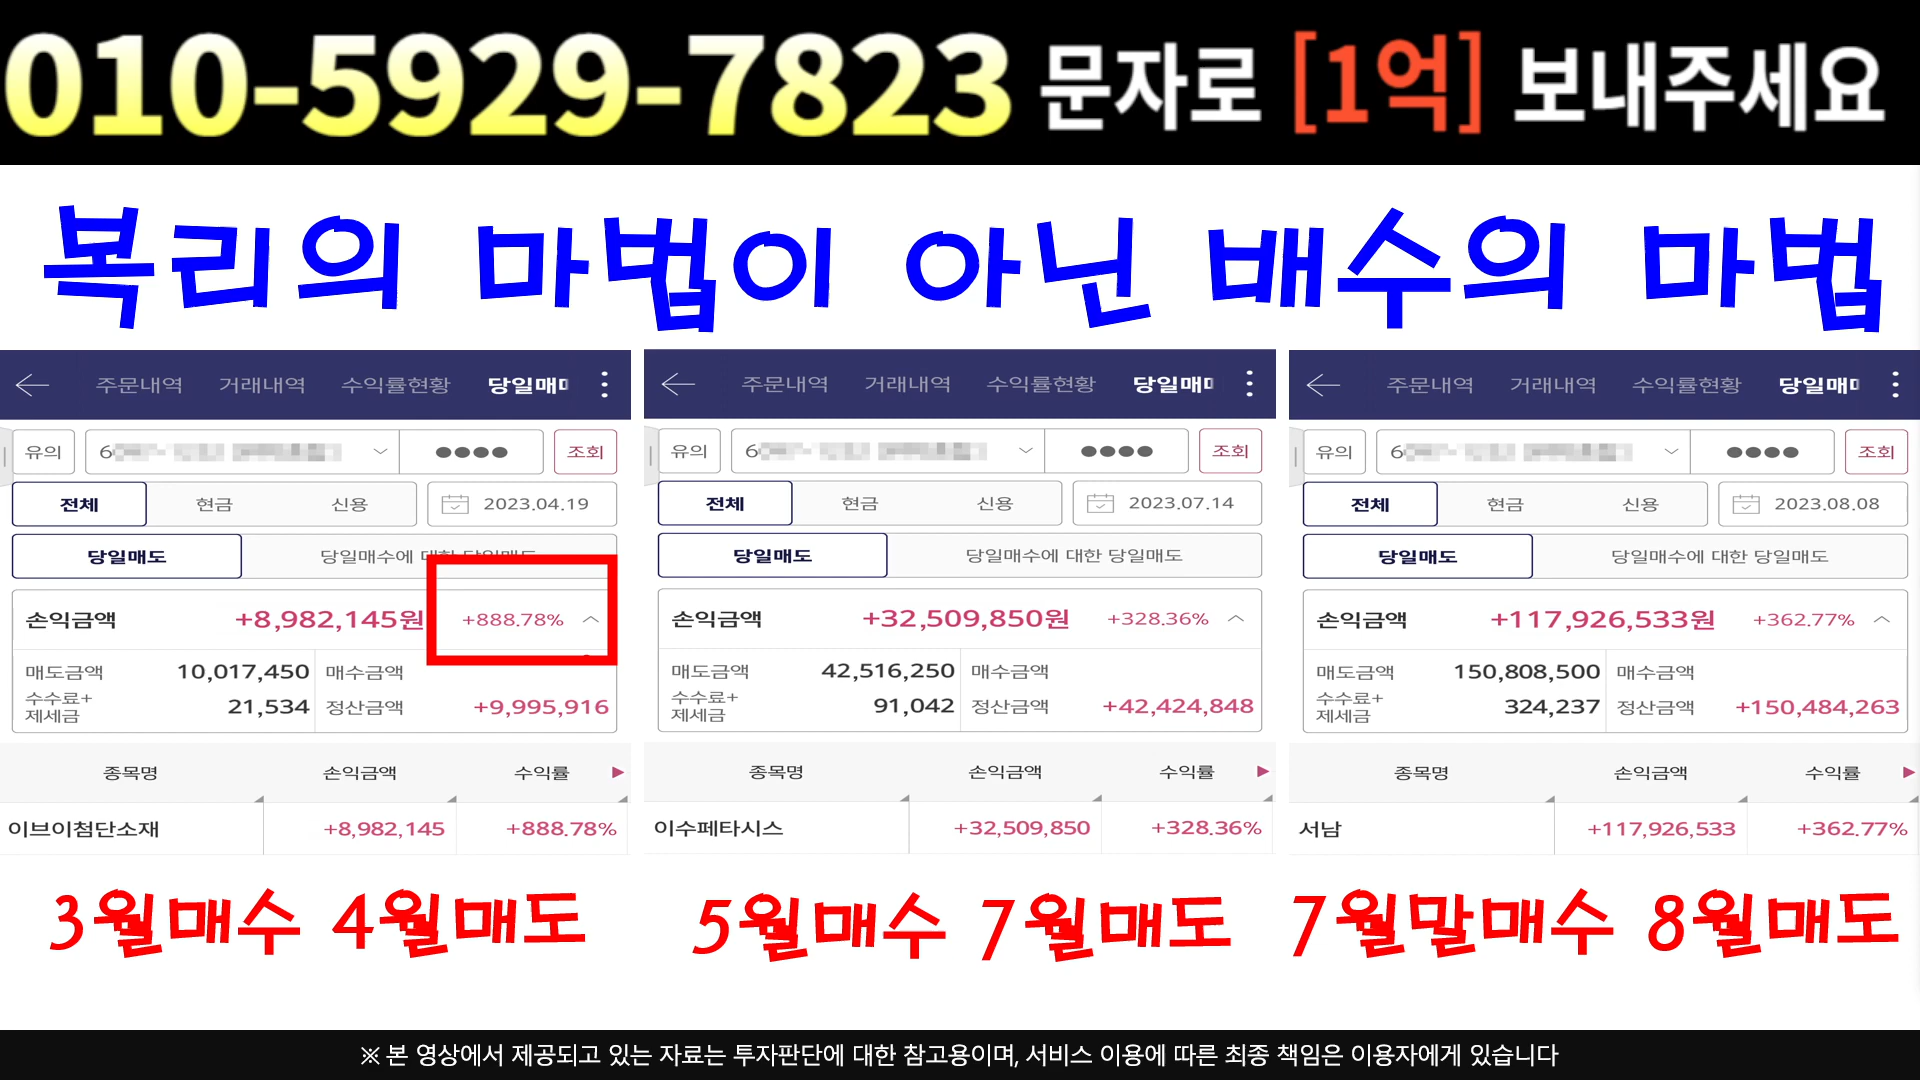 010-5929-7823 문자로 [1억] 보내주세요
복리의 마법이 아닌 배수의 마법
주문내역 거래내역 수익률현황 당일매
유의 6 ●●●● 조회
전체 현금 신용 2023.04.19
당일매도 당일매수에 대한 당일매도
손익금액 +8,982,145원 +888.78%
매도금액 10,017,450 매수금액
수수료+
제세금 21,534 정산금액 +9,995,916
종목명 손익금액 수익률
이브이첨단소재 +8,982,145 +888.78%
3월매수 4월매도
주문내역 거래내역 수익률현황 당일매
유의 6 ●●●● 조회
전체 현금 신용 2023.07.14
당일매도 당일매수에 대한 당일매도
손익금액 +32,509,850원 +328.36%
매도금액 42,516,250 매수금액
수수료+
제세금 91,042 정산금액 +42,424,848
종목명 손익금액 수익률
이수페타시스 +32,509,850 +328.36%
5월매수 7월매도
주문내역 거래내역 수익률현황 당일매
유의 6 ●●●● 조회
전체 현금 신용 2023.08.08
당일매도 당일매수에 대한 당일매도
손익금액 +117,926,533원 +362.77%
매도금액 150,808,500 매수금액
수수료+
제세금 324,237 정산금액 +150,484,263
종목명 손익금액 수익률
서남 +117,926,533 +362.77%
7월말매수 8월매도
※ 본 영상에서 제공되고 있는 자료는 투자판단에 대한 참고용이며, 서비스 이용에 따른 최종 책임은 이용자에게 있습니다